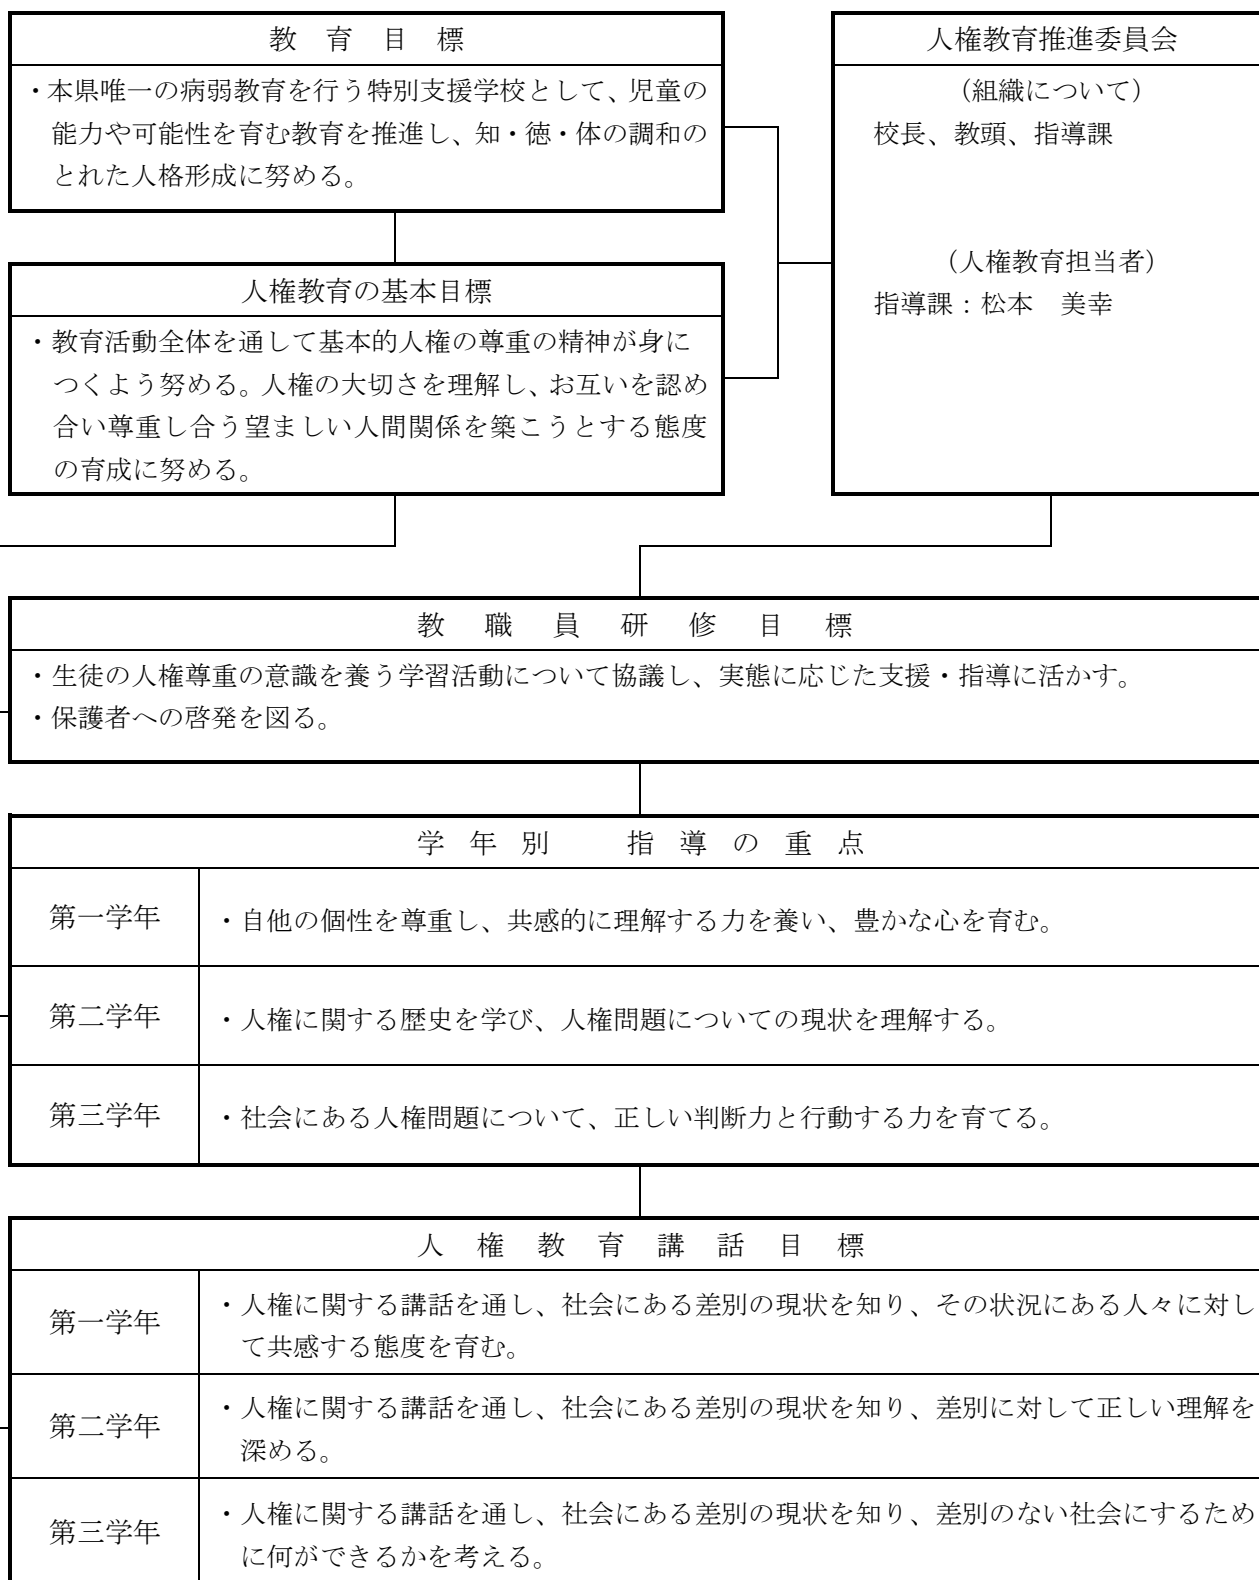 教育目標
・本県唯一の病弱教育を行う特別支援学校として、児童の
能力や可能性を育む教育を推進し、知・徳・体の調和の
とれた人格形成に努める。
人権教育の基本目標
・教育活動全体を通して基本的人権の尊重の精神が身に
つくよう努める。人権の大切さを理解し、お互いを認め
合い尊重し合う望ましい人間関係を築こうとする態度
の育成に努める。
人権教育推進委員会
（組織について）
校長、教頭、指導課
（人権教育担当者）
指導課：松本　美幸
教職員研修目標
・生徒の人権尊重の意識を養う学習活動について協議し、実態に応じた支援・指導に活かす。
・保護者への啓発を図る。
学年別　指導の重点
第一学年
・自他の個性を尊重し、共感的に理解する力を養い、豊かな心を育む。
第二学年
・人権に関する歴史を学び、人権問題についての現状を理解する。
第三学年
・社会にある人権問題について、正しい判断力と行動する力を育てる。
人権教育講話目標
第一学年
・人権に関する講話を通し、社会にある差別の現状を知り、その状況にある人々に対し
て共感する態度を育む。
第二学年
・人権に関する講話を通し、社会にある差別の現状を知り、差別に対して正しい理解を
深める。
第三学年
・人権に関する講話を通し、社会にある差別の現状を知り、差別のない社会にするため
に何ができるかを考える。